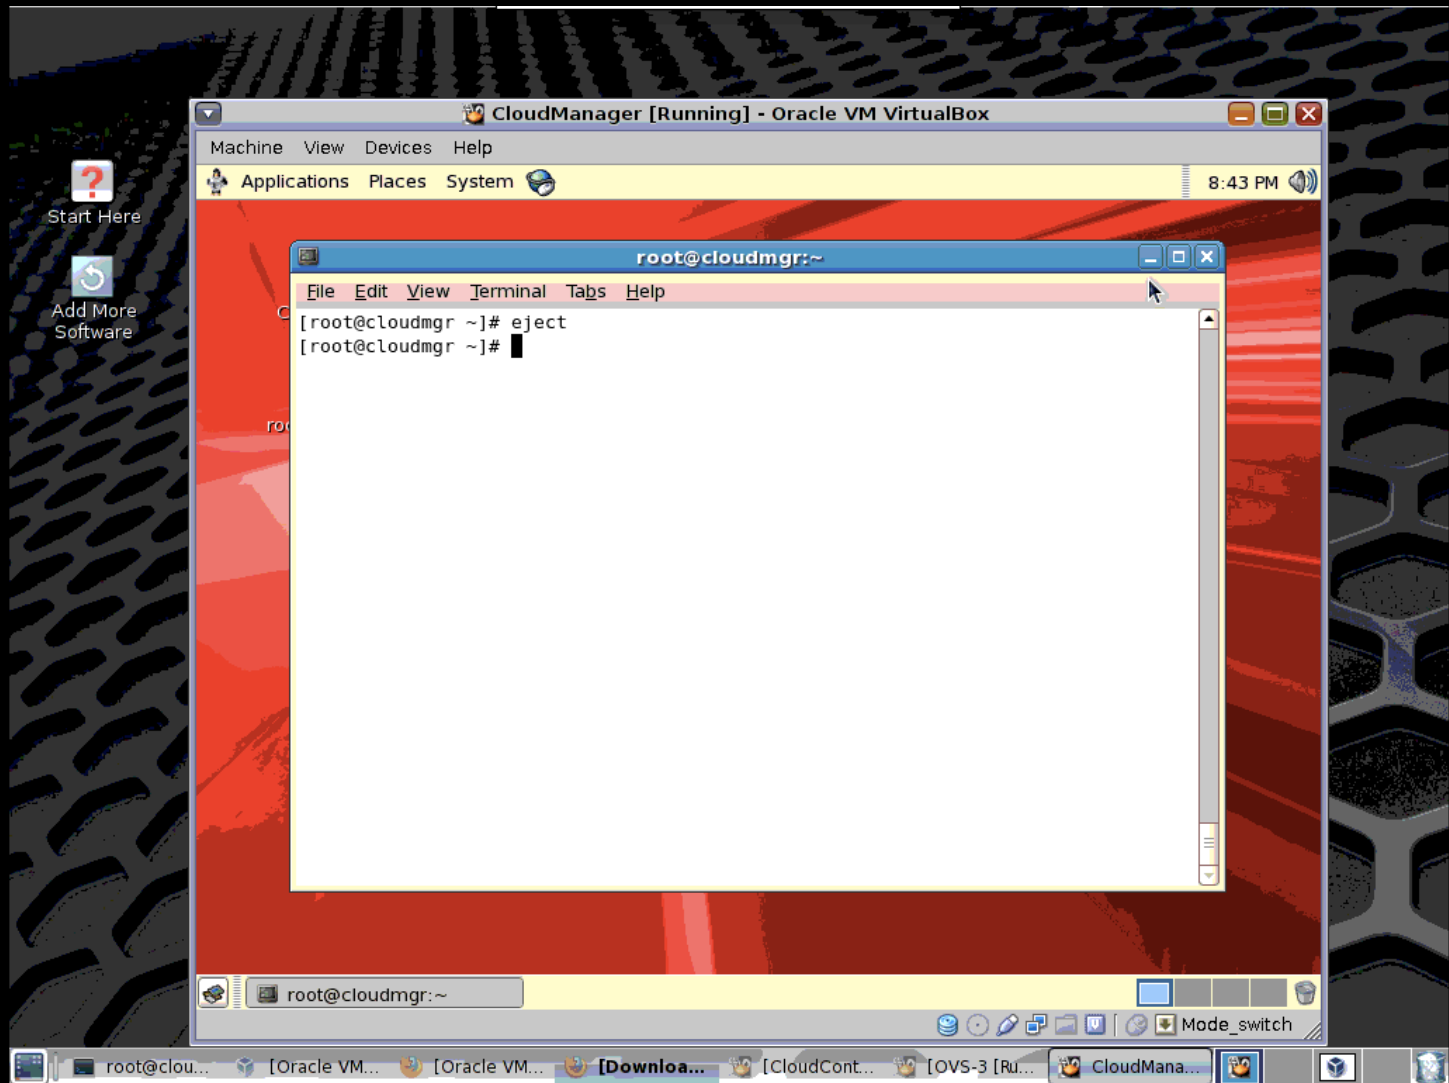 CloudManager [Running] - Oracle VM VirtualBox
Machine View Devices Help
Applications Places System 8:43 PM
Start Here
Add More
Software
root@cloudmgr:~
File Edit View Terminal Tabs Help
C
[root@cloudmgr ~]# eject
[root@cloudmgr ~]#
roo
root@cloudmgr:~
Mode_switch
root@clou... [Oracle VM... [Oracle VM... [Downloa... [CloudCont... [OVS-3 [Ru... CloudMana...